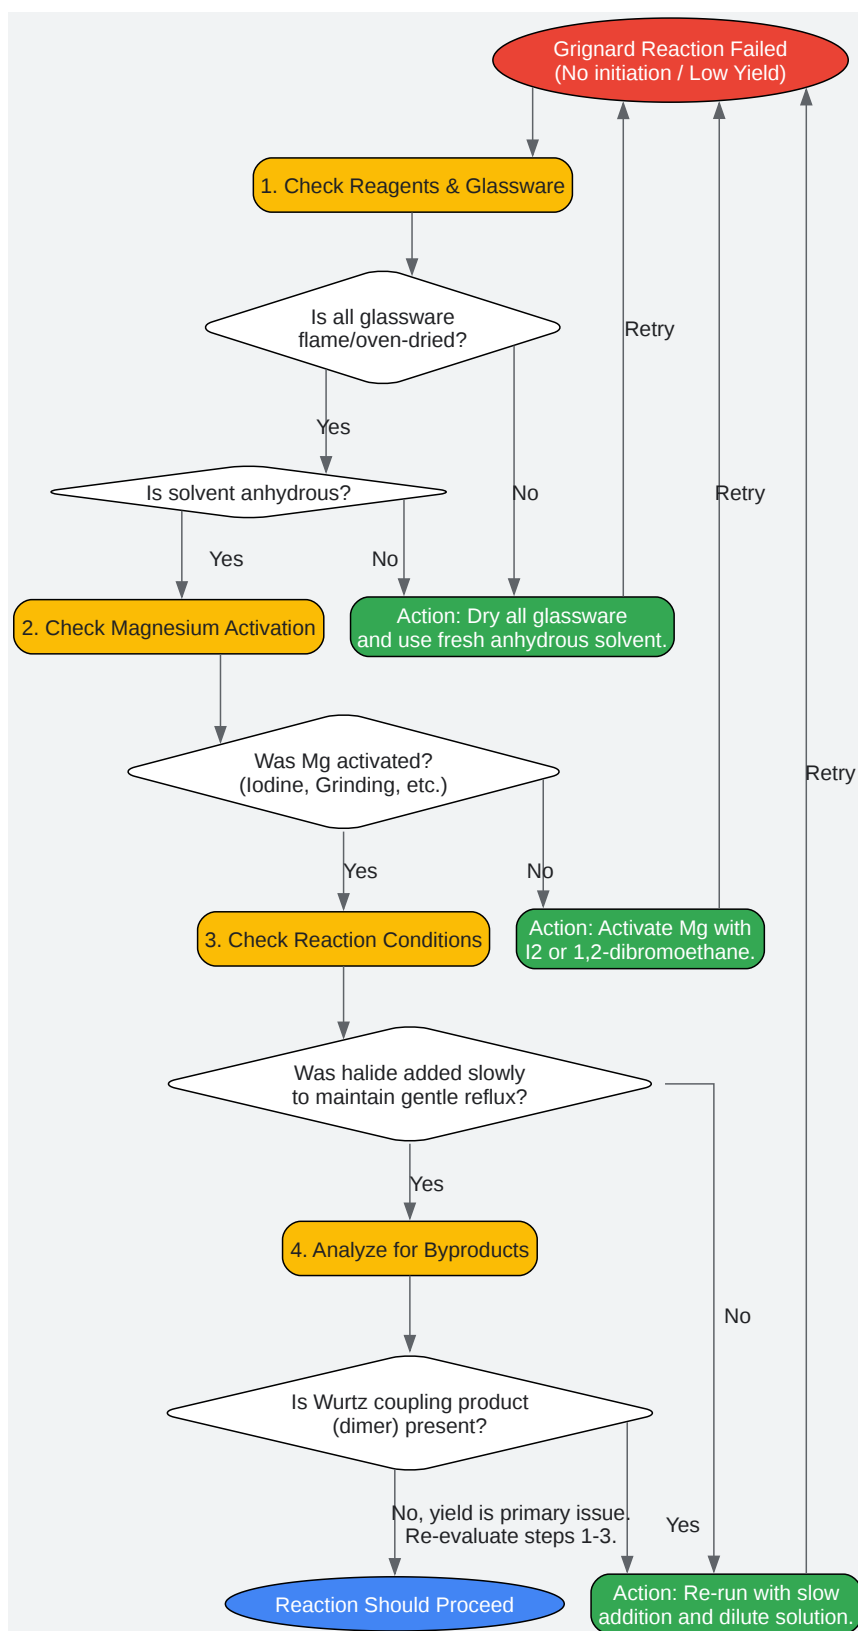 Grignard Reaction Failed
(No initiation / Low Yield)
1. Check Reagents & Glassware
Is all glassware
flame/oven-dried?
Retry
Yes
Is solvent anhydrous?
No
Retry
Yes
No
Action: Dry all glassware
and use fresh anhydrous solvent.
2. Check Magnesium Activation
Was Mg activated?
(Iodine, Grinding, etc.)
Retry
Yes
No
3. Check Reaction Conditions
Action: Activate Mg with
I2 or 1,2-dibromoethane.
Was halide added slowly
to maintain gentle reflux?
Yes
4. Analyze for Byproducts
No
Is Wurtz coupling product
(dimer) present?
No, yield is primary issue.
Re-evaluate steps 1-3.
Yes
Reaction Should Proceed
Action: Re-run with slow
addition and dilute solution.